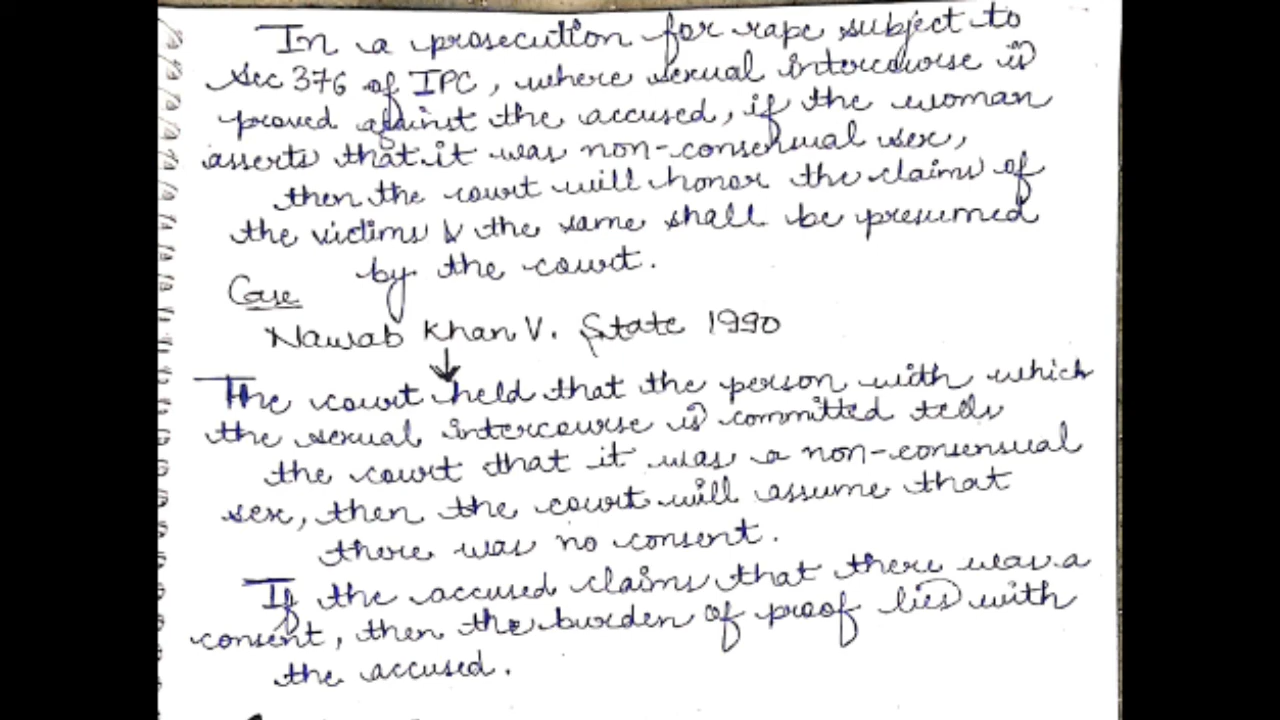 In a prosecution for rape subject to
Sec 376 of IPC, where sexual intercourse is
proved against the accused, if the woman
asserts that it was non-consensual sex,
then the court will honor the claims of
the victims & the same shall be presumed
by the court.
Case
Nawab Khan V. State 1990
↓
The court held that the person with which
the sexual intercourse is committed tells
the court that it was a non-consensual
sex, then the court will assume that
there was no consent.
If the accused claims that there was a
consent, then the burden of proof lies with
the accused.